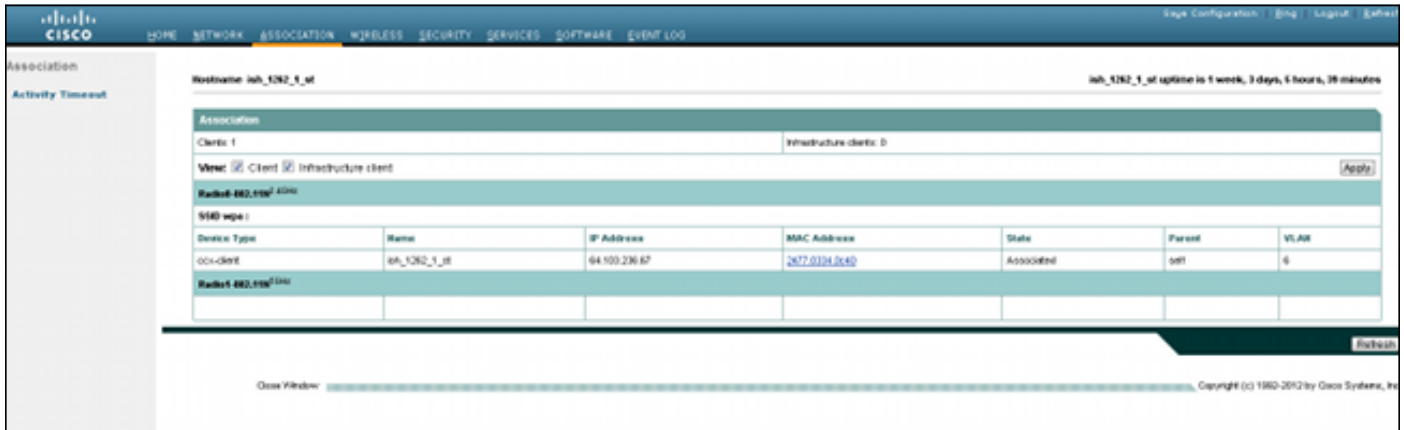 Save Configuration | Ping | Logout | Refresh
CISCO
HOME NETWORK ASSOCIATION WIRELESS SECURITY SERVICES SOFTWARE EVENT LOG
Association
Activity Timeout
Hostname ish_1262_1_st
ish_1262_1_st uptime is 1 week, 3 days, 6 hours, 39 minutes
Association
Clients: 1
Infrastructure clients: 0
View: Client Infrastructure client
Apply
Radio0-802.11N 2.4GHz
SSID wpa :
Device Type Name IP Address MAC Address State Parent VLAN
ccx-client ish_1262_1_st 64.103.236.67 Associated self 6
Radio1-802.11N 5GHz
Refresh
Close Window
Copyright (c) 1992-2012 by Cisco Systems, Inc